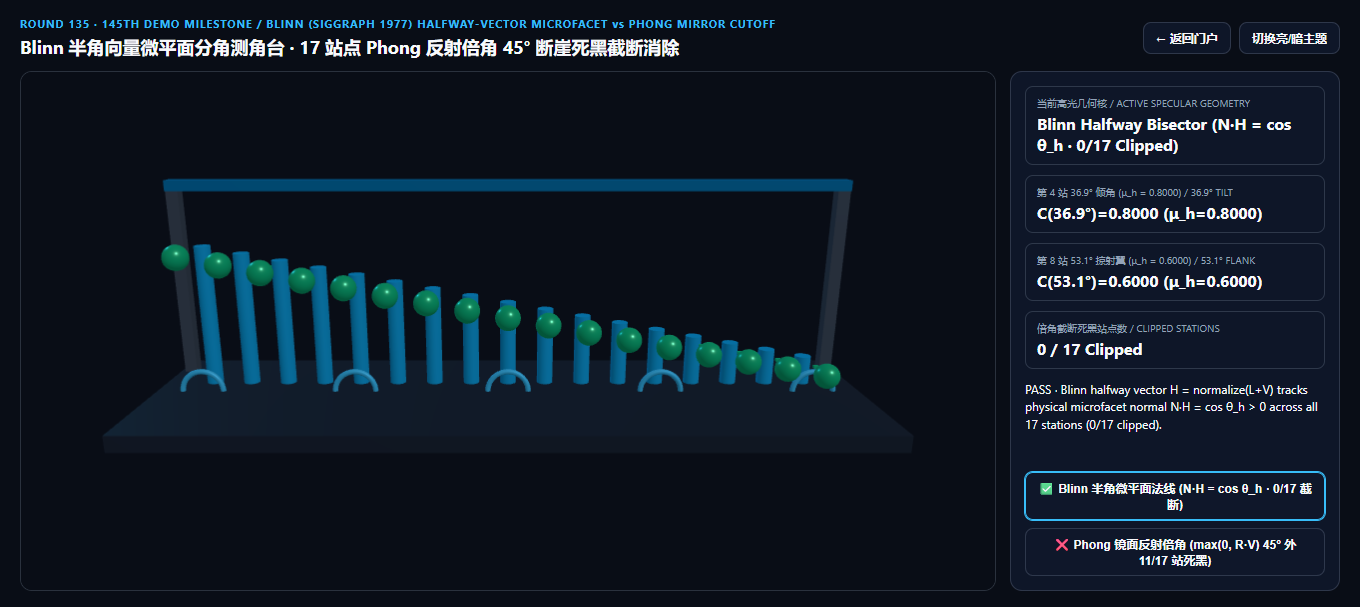 ROUND 135 · 145TH DEMO MILESTONE / BLINN (SIGGRAPH 1977) HALFWAY-VECTOR MICROFACET vs PHONG MIRROR CUTOFF
Blinn 半角向量微平面分角测角台 · 17 站点 Phong 反射倍角 45° 断崖死黑截断消除
← 返回门户
切换亮/暗主题
当前高光几何核 / ACTIVE SPECULAR GEOMETRY
Blinn Halfway Bisector (N·H = cos
θ_h · 0/17 Clipped)
第 4 站 36.9° 倾角 (μ_h = 0.8000) / 36.9° TILT
C(36.9°)=0.8000 (μ_h=0.8000)
第 8 站 53.1° 掠射翼 (μ_h = 0.6000) / 53.1° FLANK
C(53.1°)=0.6000 (μ_h=0.6000)
倍角截断死黑站点数 / CLIPPED STATIONS
0 / 17 Clipped
PASS · Blinn halfway vector H = normalize(L+V) tracks
physical microfacet normal N·H = cos θ_h > 0 across all
17 stations (0/17 clipped).
✅ Blinn 半角微平面法线 (N·H = cos θ_h · 0/17 截
断)
❌ Phong 镜面反射倍角 (max(0, R·V) 45° 外
11/17 站死黑)